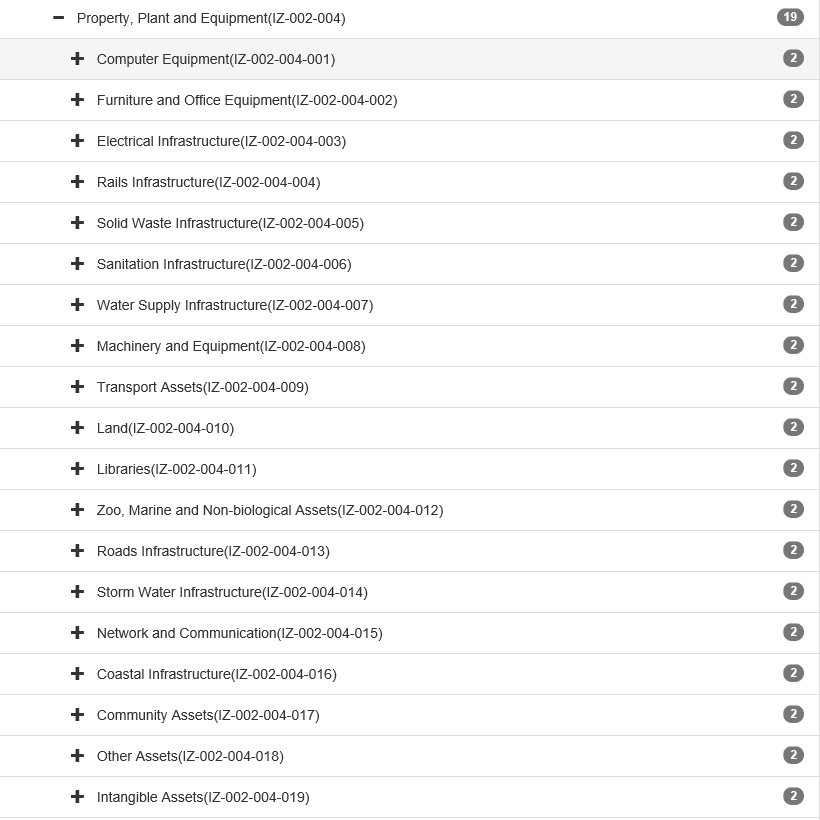 Property, Plant and Equipment(IZ-002-004) 19
Computer Equipment(IZ-002-004-001) 2
Furniture and Office Equipment(IZ-002-004-002) 2
Electrical Infrastructure(IZ-002-004-003) 2
Rails Infrastructure(IZ-002-004-004) 2
Solid Waste Infrastructure(IZ-002-004-005) 2
Sanitation Infrastructure(IZ-002-004-006) 2
Water Supply Infrastructure(IZ-002-004-007) 2
Machinery and Equipment(IZ-002-004-008) 2
Transport Assets(IZ-002-004-009) 2
Land(IZ-002-004-010) 2
Libraries(IZ-002-004-011) 2
Zoo, Marine and Non-biological Assets(IZ-002-004-012) 2
Roads Infrastructure(IZ-002-004-013) 2
Storm Water Infrastructure(IZ-002-004-014) 2
Network and Communication(IZ-002-004-015) 2
Coastal Infrastructure(IZ-002-004-016) 2
Community Assets(IZ-002-004-017) 2
Other Assets(IZ-002-004-018) 2
Intangible Assets(IZ-002-004-019) 2